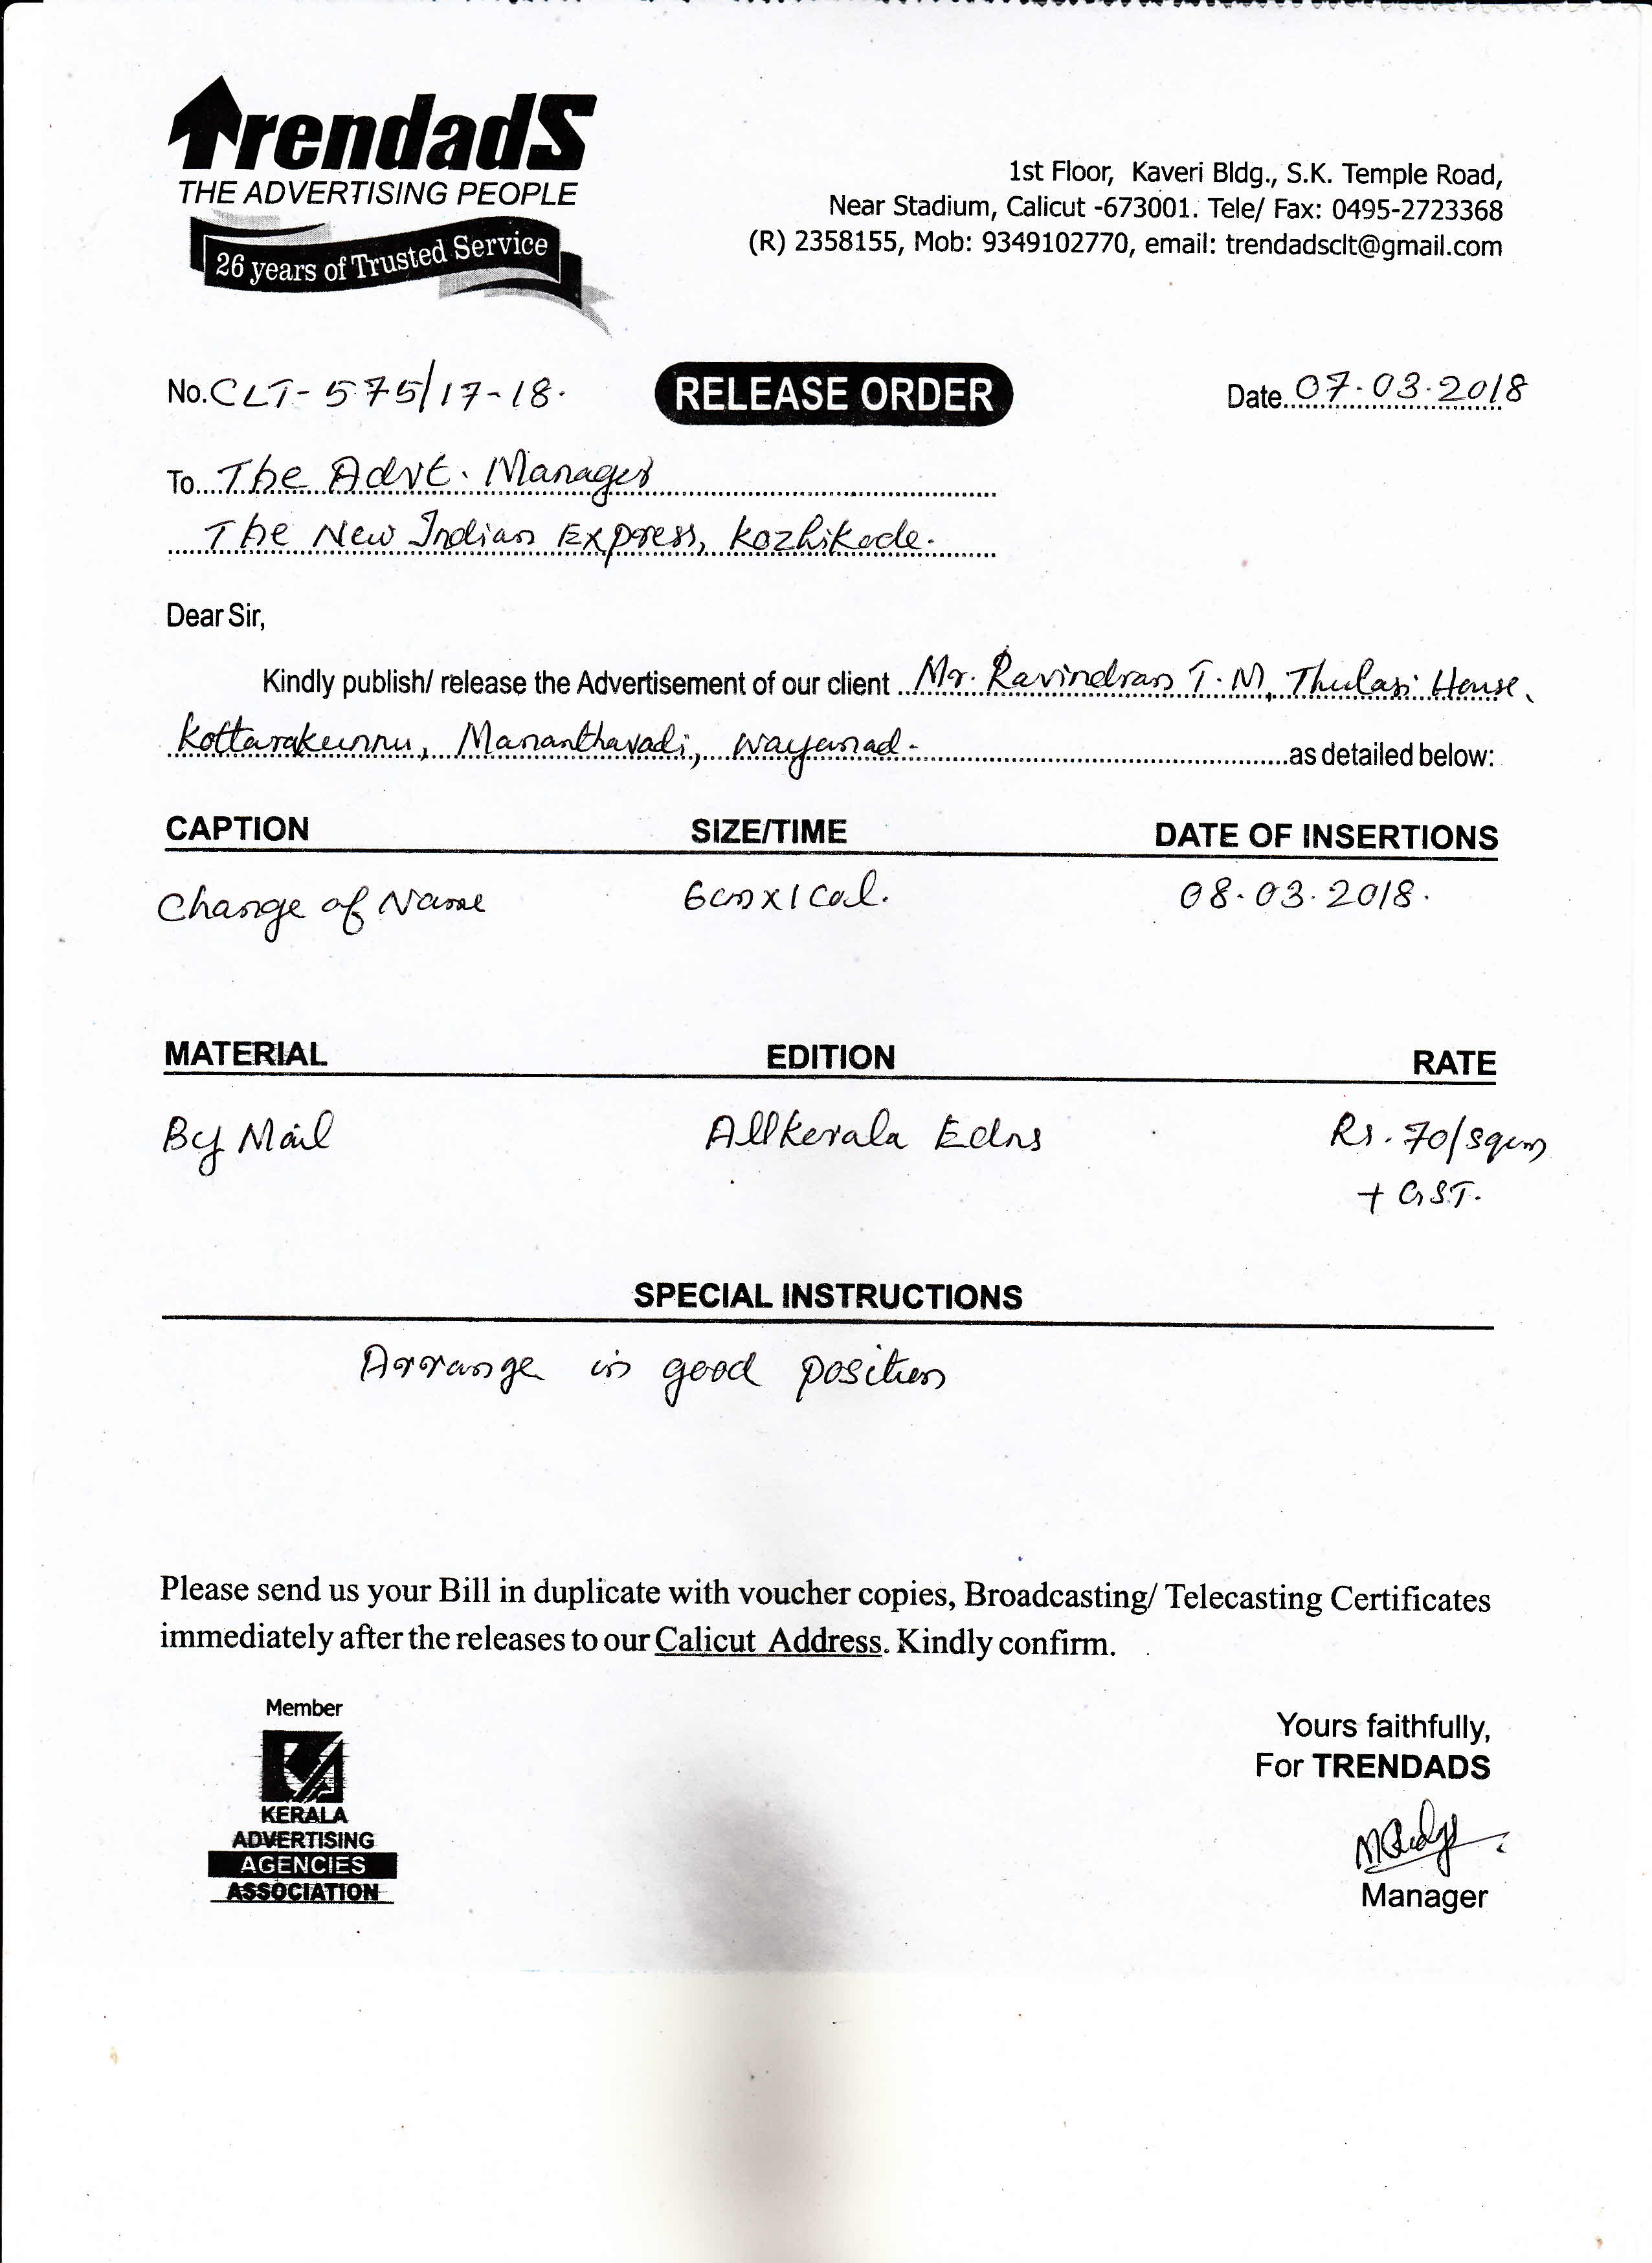 TrendadS
THE ADVERTISING PEOPLE
26 years of Trusted Service
1st Floor, Kaveri Bldg., S.K. Temple Road,
Near Stadium, Calicut -673001. Tele/ Fax: 0495-2723368
(R) 2358155, Mob: 9349102770, email: trendadsclt@gmail.com
No. CLT- 575/17-18.
RELEASE ORDER
Date. 07.03.2018
To The Advt. Manager
The New Indian Express, Kozhikode.
Dear Sir,
Kindly publish/ release the Advertisement of our client Mr. Ravindran T.M, Thulasi House,
Kottarakunnu, Mananthavadi, Wayanad. as detailed below:
CAPTION SIZE/TIME DATE OF INSERTIONS
Change of Name 6cmx1Col. 08.03.2018.
MATERIAL EDITION RATE
By Mail All Kerala Edns Rs. 70/sqcm
+ GST.
SPECIAL INSTRUCTIONS
Arrange in good position
Please send us your Bill in duplicate with voucher copies, Broadcasting/ Telecasting Certificates
immediately after the releases to our Calicut Address. Kindly confirm.
Member
KERALA
ADVERTISING
AGENCIES
ASSOCIATION
Yours faithfully,
For TRENDADS
Manager